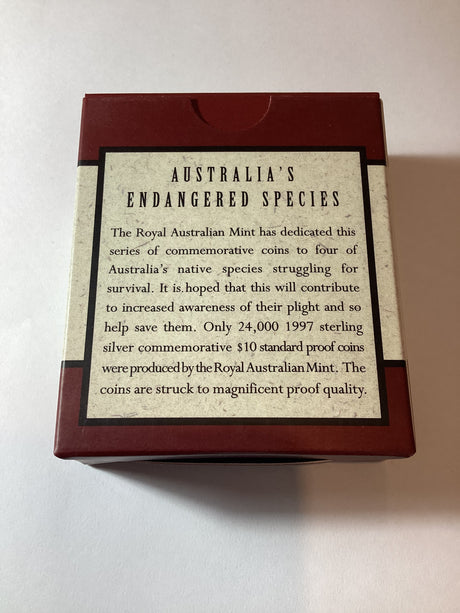 AUSTRALIA'S
ENDANGERED SPECIES
The Royal Australian Mint has dedicated this
series of commemorative coins to four of
Australia's native species struggling for
survival. It is hoped that this will contribute
to increased awareness of their plight and so
help save them. Only 24,000 1997 sterling
silver commemorative $10 standard proof coins
were produced by the Royal Australian Mint. The
coins are struck to magnificent proof quality.